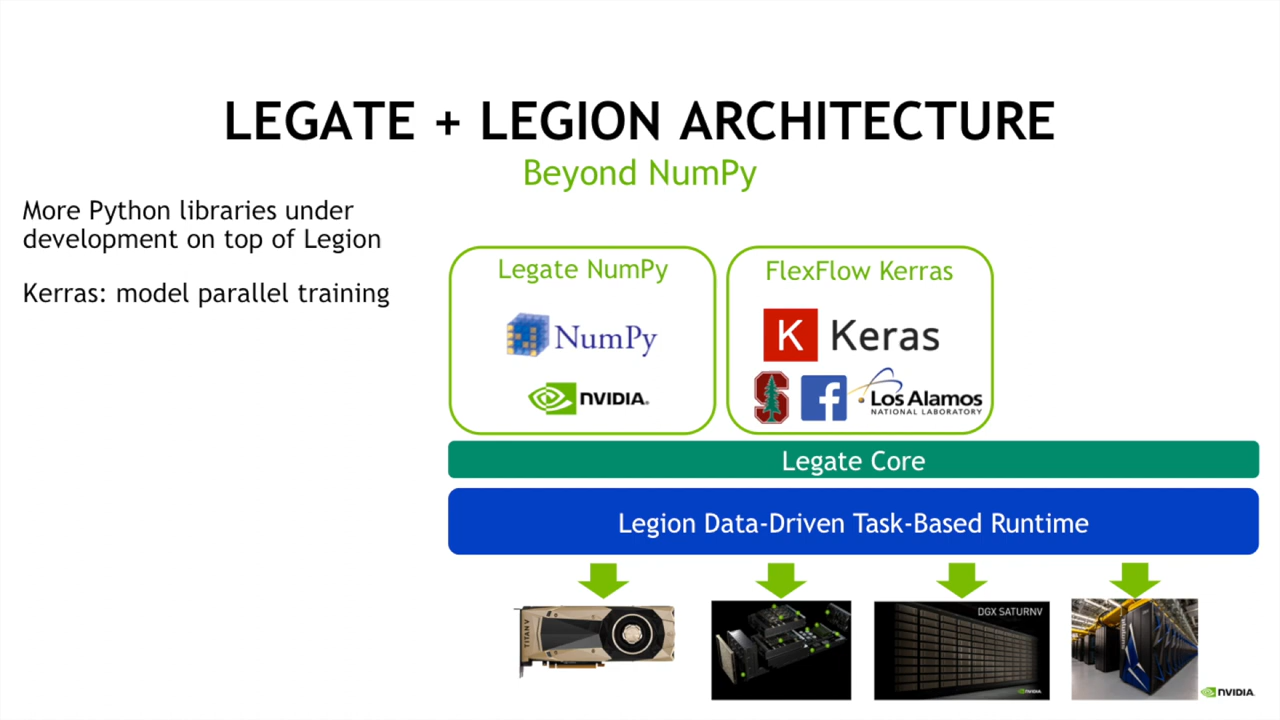 LEGATE + LEGION ARCHITECTURE
Beyond NumPy
More Python libraries under
development on top of Legion
Kerras: model parallel training
Legate NumPy
NumPy
NVIDIA.
FlexFlow Kerras
K Keras
S f Los Alamos
NATIONAL LABORATORY
Legate Core
Legion Data-Driven Task-Based Runtime
TITAN V
DGX SATURNV
NVIDIA.
NVIDIA.